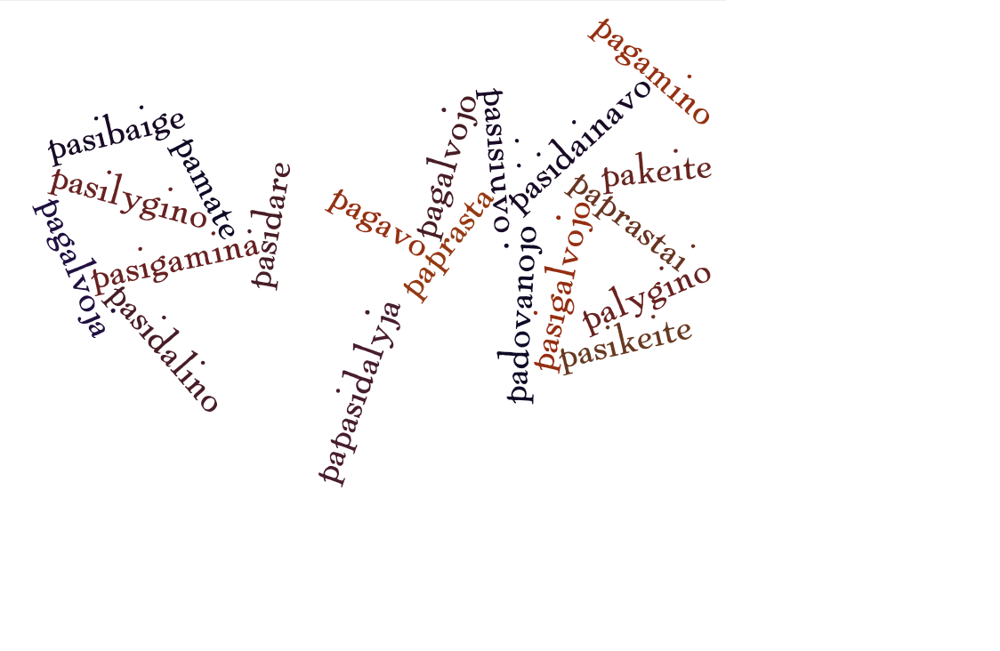 pasibaige
pamate
pasilygino
pagalvoja
pasigamina
pasidare
pasidalino
pagavo
pagalvojo
paprasta
papasidalyja
pasisiuvo
pagamino
pasidainavo
pakeite
paprastai
padovanojo
pasigalvojo
palygino
pasikeite